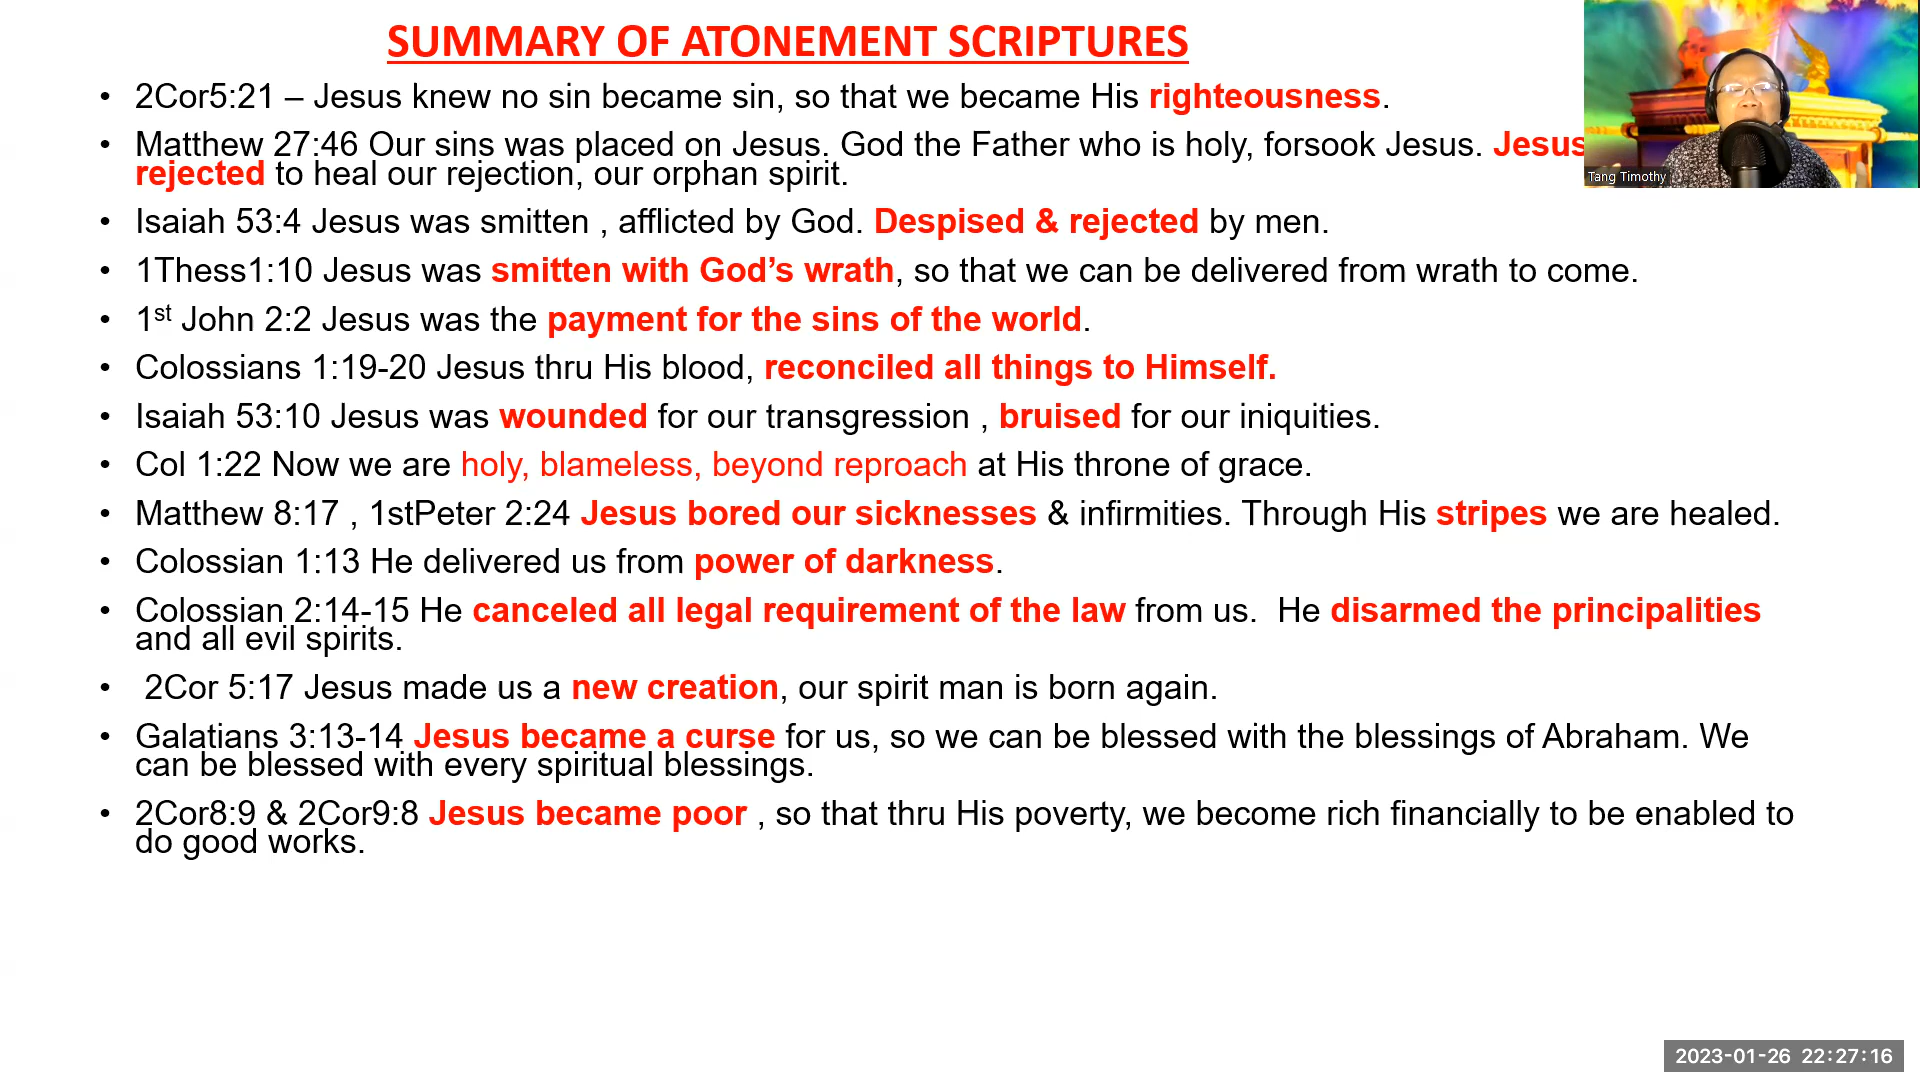 SUMMARY OF ATONEMENT SCRIPTURES
• 2Cor5:21 – Jesus knew no sin became sin, so that we became His righteousness.
• Matthew 27:46 Our sins was placed on Jesus. God the Father who is holy, forsook Jesus. Jesus
rejected to heal our rejection, our orphan spirit.
• Isaiah 53:4 Jesus was smitten , afflicted by God. Despised & rejected by men.
• 1Thess1:10 Jesus was smitten with God’s wrath, so that we can be delivered from wrath to come.
• 1st John 2:2 Jesus was the payment for the sins of the world.
• Colossians 1:19-20 Jesus thru His blood, reconciled all things to Himself.
• Isaiah 53:10 Jesus was wounded for our transgression , bruised for our iniquities.
• Col 1:22 Now we are holy, blameless, beyond reproach at His throne of grace.
• Matthew 8:17 , 1stPeter 2:24 Jesus bored our sicknesses & infirmities. Through His stripes we are healed.
• Colossian 1:13 He delivered us from power of darkness.
• Colossian 2:14-15 He canceled all legal requirement of the law from us.  He disarmed the principalities
and all evil spirits.
• 2Cor 5:17 Jesus made us a new creation, our spirit man is born again.
• Galatians 3:13-14 Jesus became a curse for us, so we can be blessed with the blessings of Abraham. We
can be blessed with every spiritual blessings.
• 2Cor8:9 & 2Cor9:8 Jesus became poor , so that thru His poverty, we become rich financially to be enabled to
do good works.
Tang Timothy
2023-01-26 22:27:16